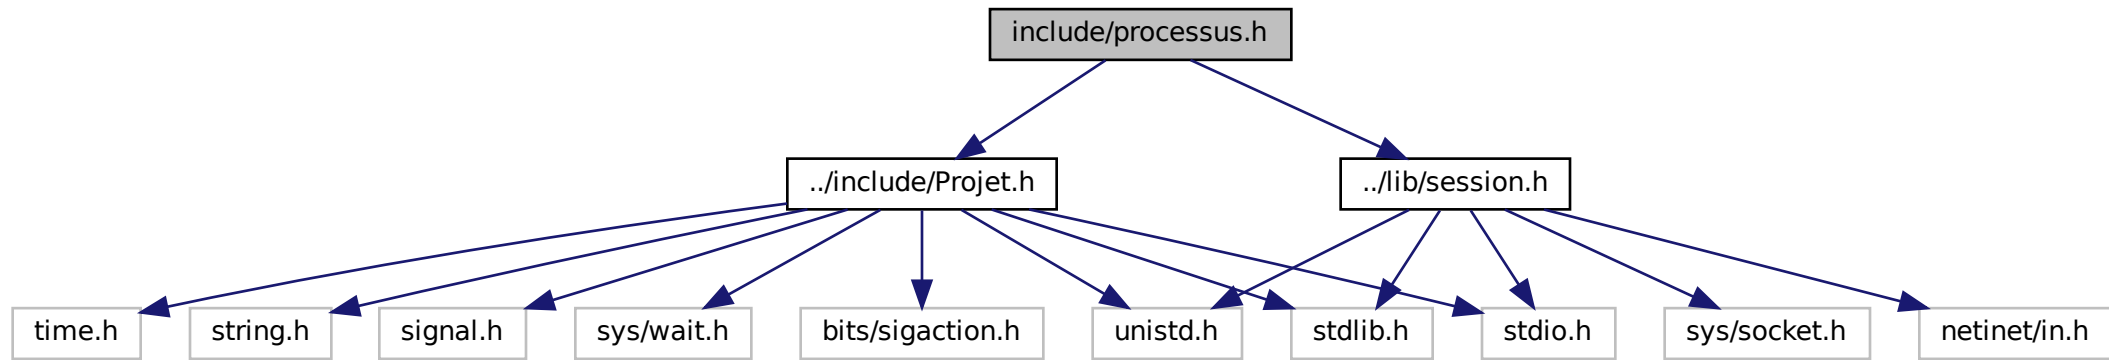 include/processus.h
../include/Projet.h
../lib/session.h
time.h
string.h
signal.h
sys/wait.h
bits/sigaction.h
unistd.h
stdlib.h
stdio.h
sys/socket.h
netinet/in.h